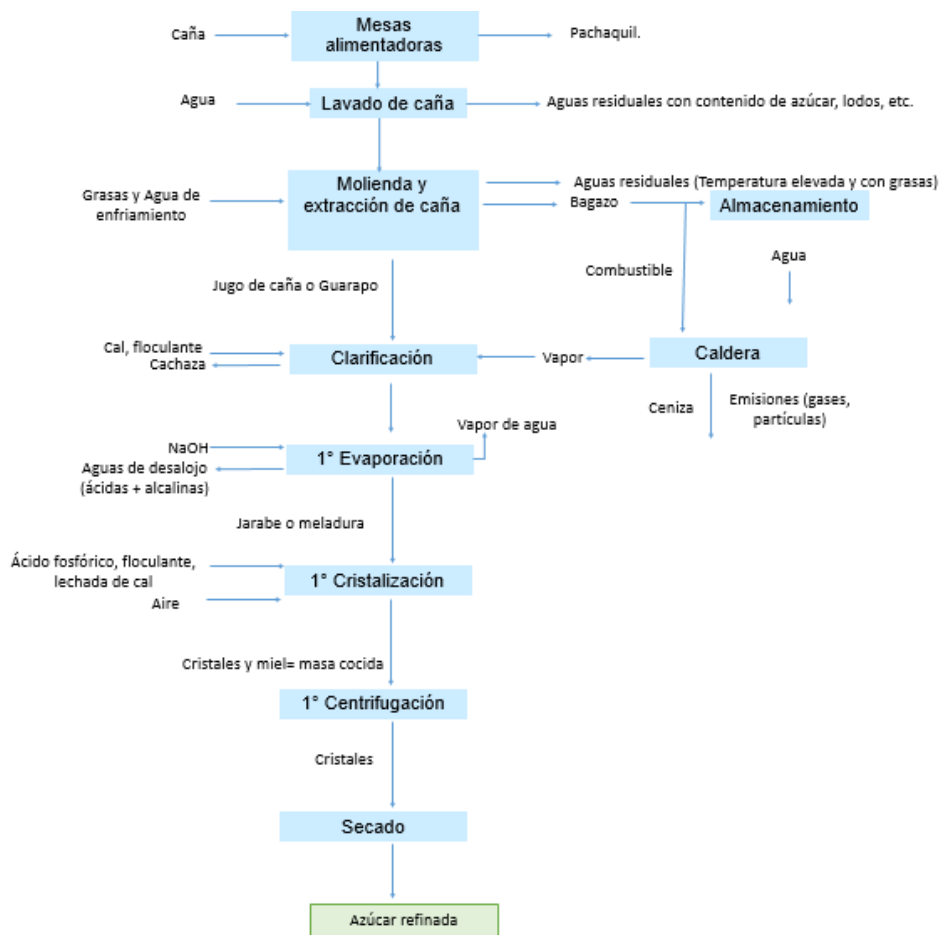 Mesas
alimentadoras
Caña
Pachaquil.
Agua
Lavado de caña
Aguas residuales con contenido de azúcar, lodos, etc.
Grasas y Agua de
enfriamiento
Molienda y
extracción de caña
Aguas residuales (Temperatura elevada y con grasas)
Bagazo
Almacenamiento
Combustible
Agua
Jugo de caña o Guarapo
Cal, floculante
Cachaza
Clarificación
Vapor
Caldera
Ceniza
Emisiones (gases,
partículas)
Vapor de agua
NaOH
Aguas de desalojo
(ácidas + alcalinas)
1° Evaporación
Jarabe o meladura
Ácido fosfórico, floculante,
lechada de cal
Aire
1° Cristalización
Cristales y miel= masa cocida
1° Centrifugación
Cristales
Secado
Azúcar refinada